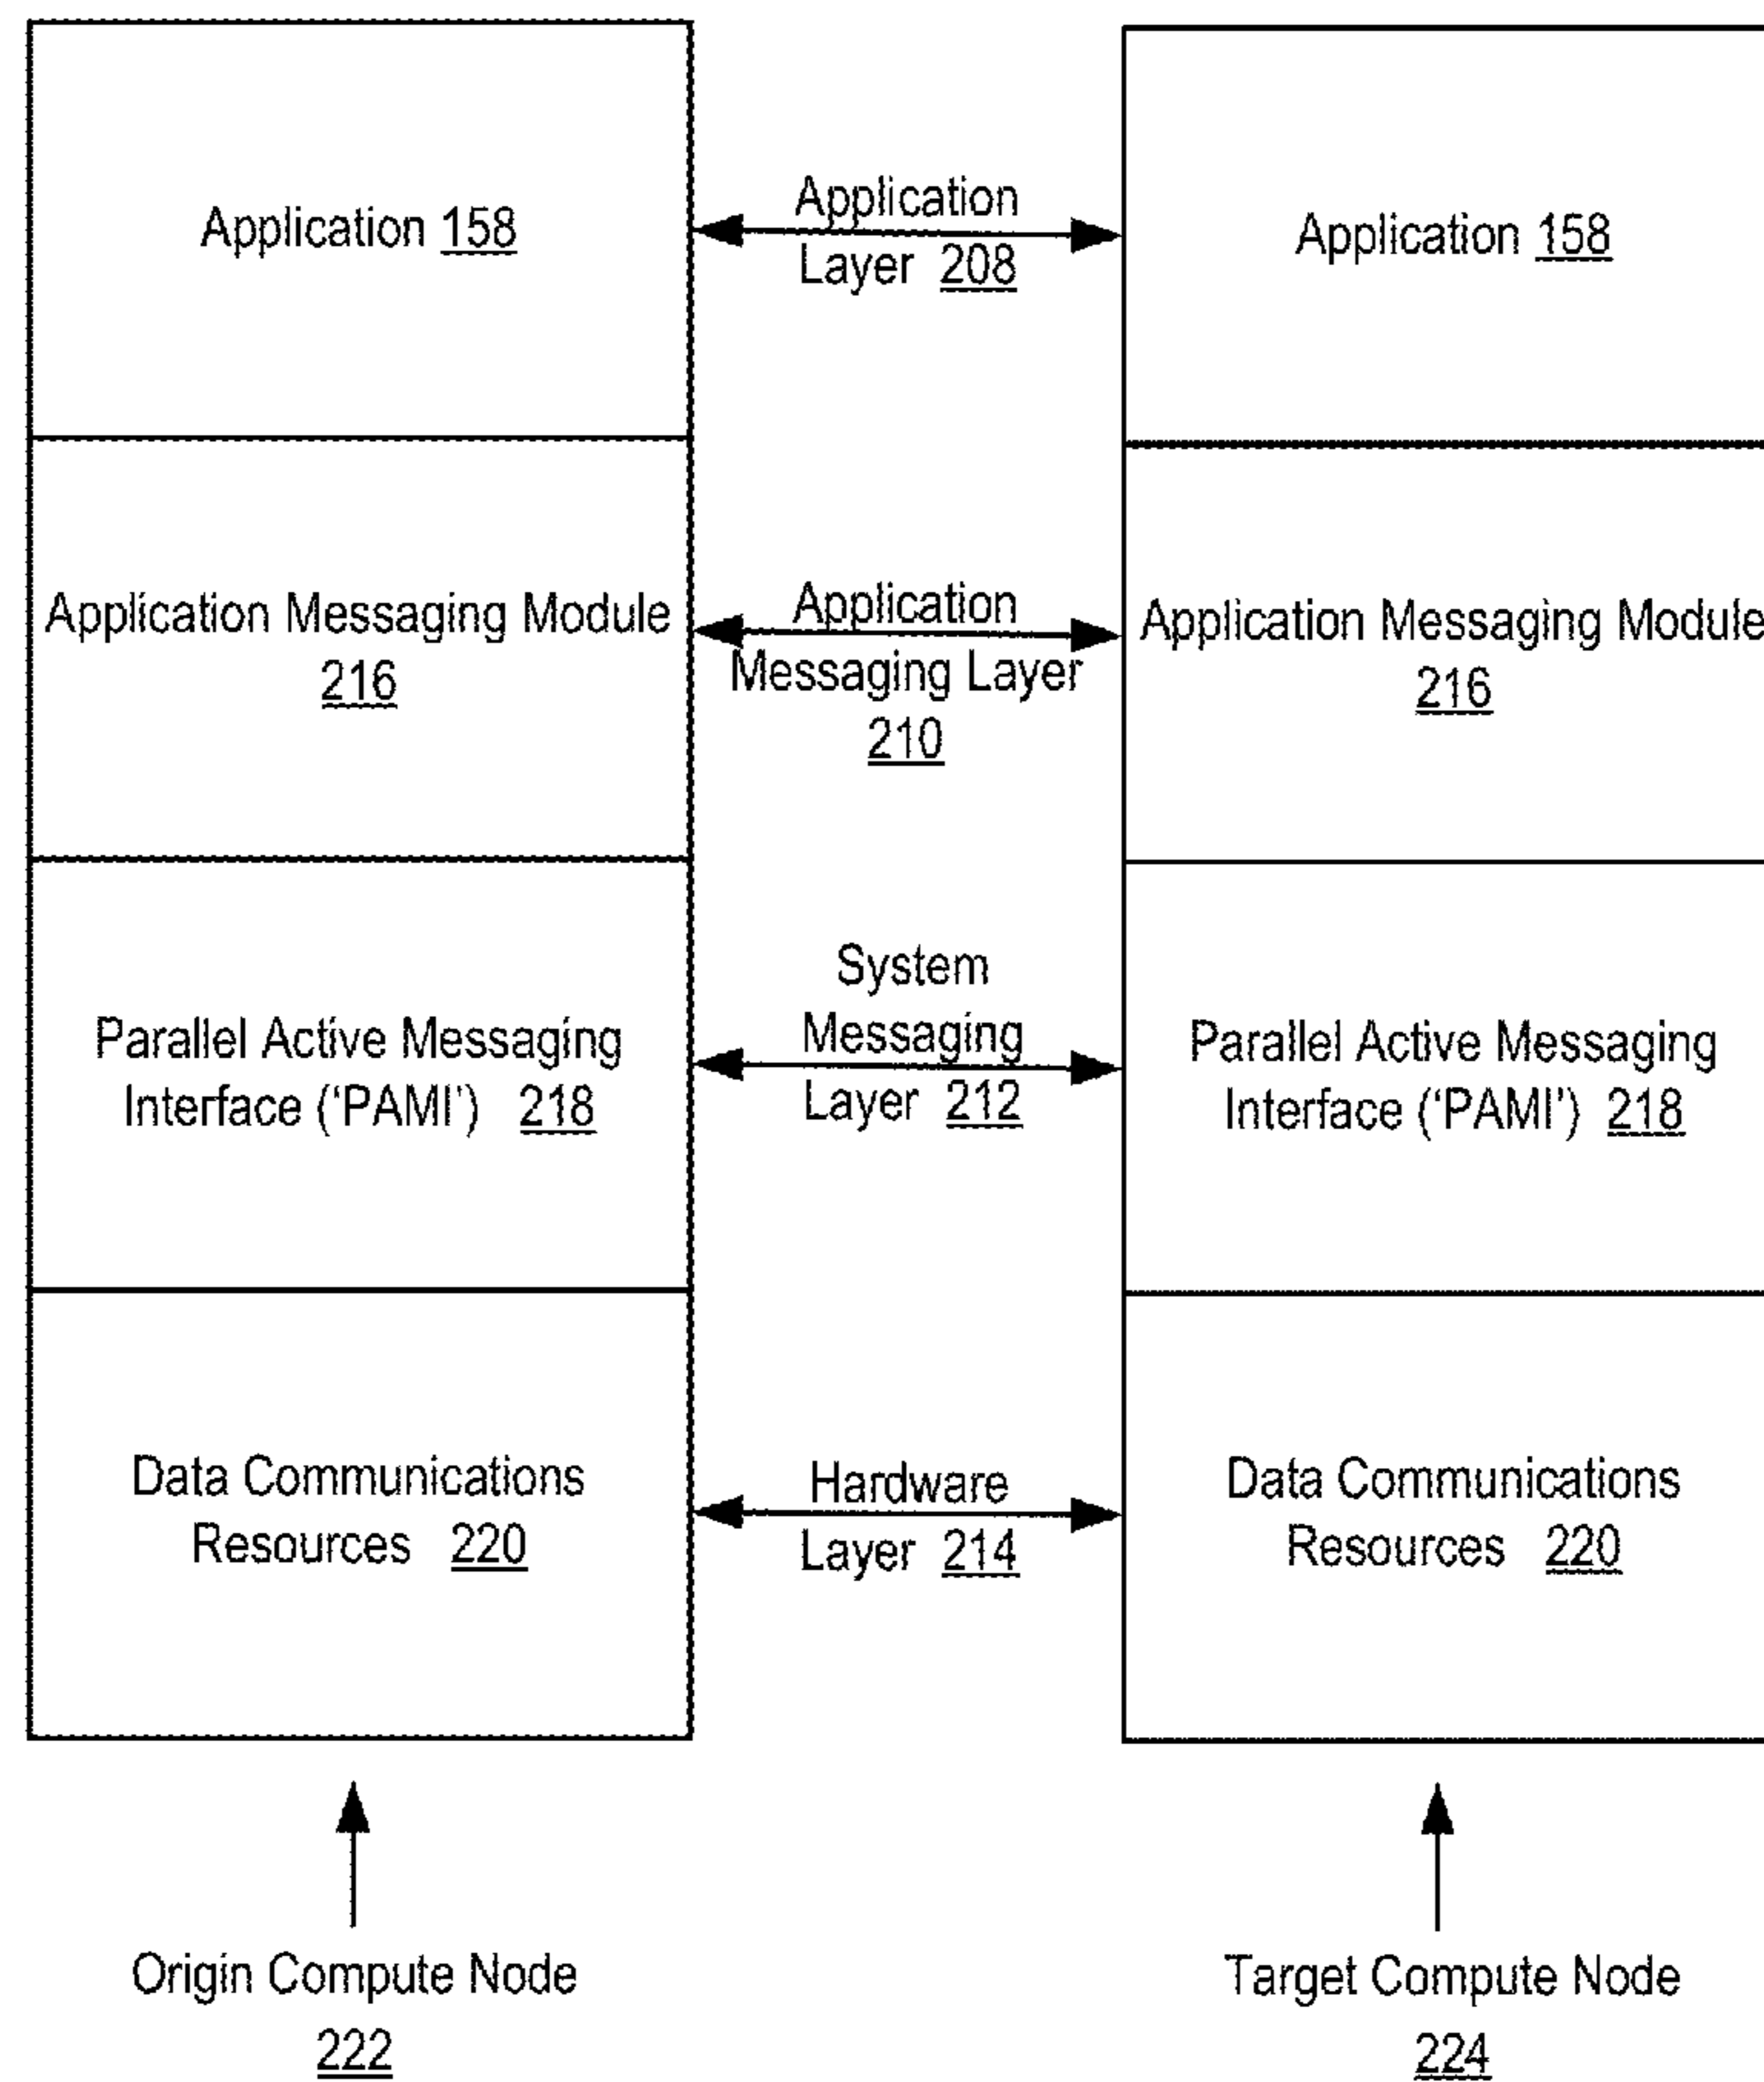 Application 158
Application
Layer 208
Application 158
Application Messaging Module
216
Application
Messaging Layer
210
Application Messaging Module
216
Parallel Active Messaging
Interface (‘PAMI’) 218
System
Messaging
Layer 212
Parallel Active Messaging
Interface (‘PAMI’) 218
Data Communications
Resources 220
Hardware
Layer 214
Data Communications
Resources 220
Origin Compute Node
222
Target Compute Node
224